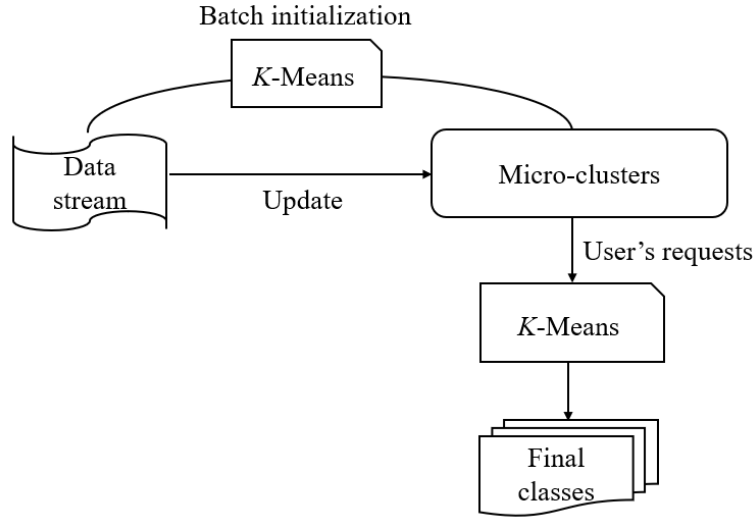 Batch initialization
K-Means
Data
stream
Update
Micro-clusters
User’s requests
K-Means
Final
classes